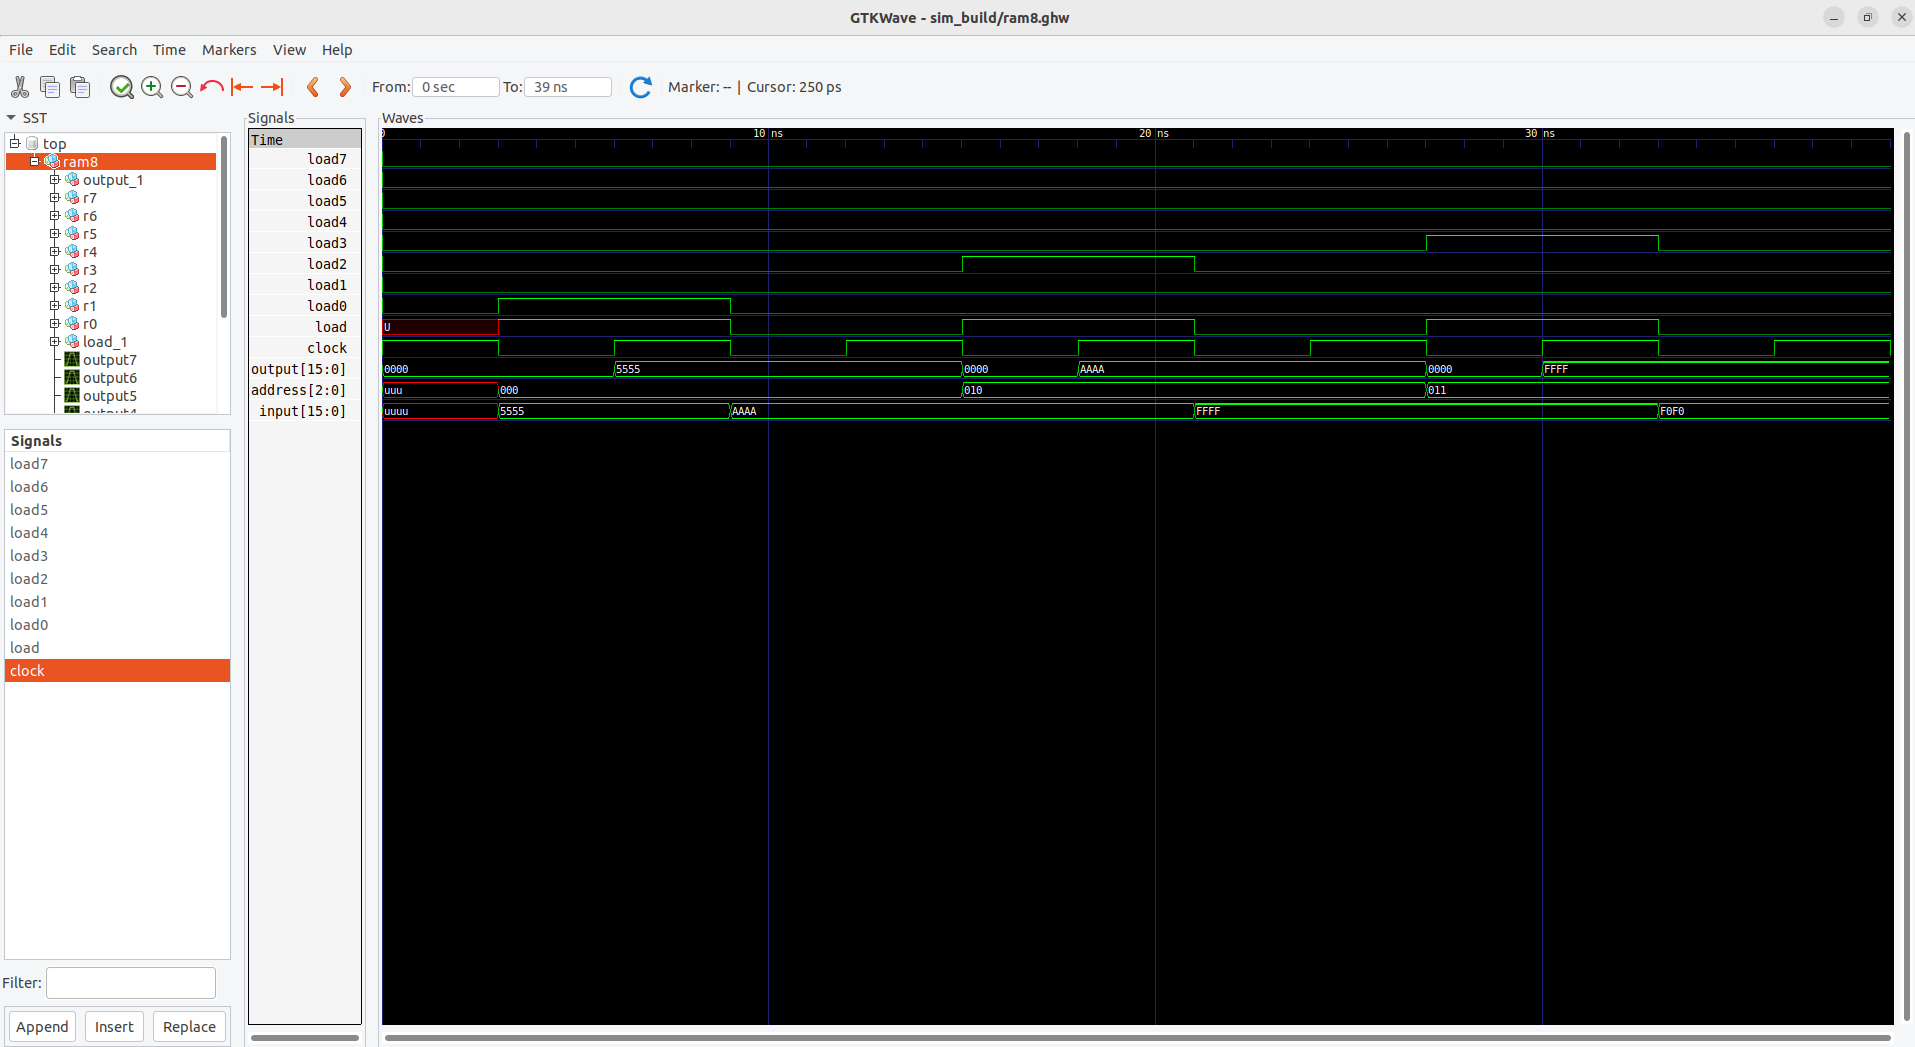 GTKWave - sim_build/ram8.ghw
File Edit Search Time Markers View Help
From: 0 sec To: 39 ns Marker: -- | Cursor: 250 ps
SST
top
ram8
output_1
r7
r6
r5
r4
r3
r2
r1
r0
load_1
output7
output6
output5
output4
Signals
load7
load6
load5
load4
load3
load2
load1
load0
load
clock
Filter:
Append Insert Replace
Signals
Time
load7
load6
load5
load4
load3
load2
load1
load0
load
clock
output[15:0]
address[2:0]
input[15:0]
Waves
0 10 ns 20 ns 30 ns
U
0000 5555 0000 AAAA 0000 FFFF
uuu 000 010 011
uuuu 5555 AAAA FFFF F0F0